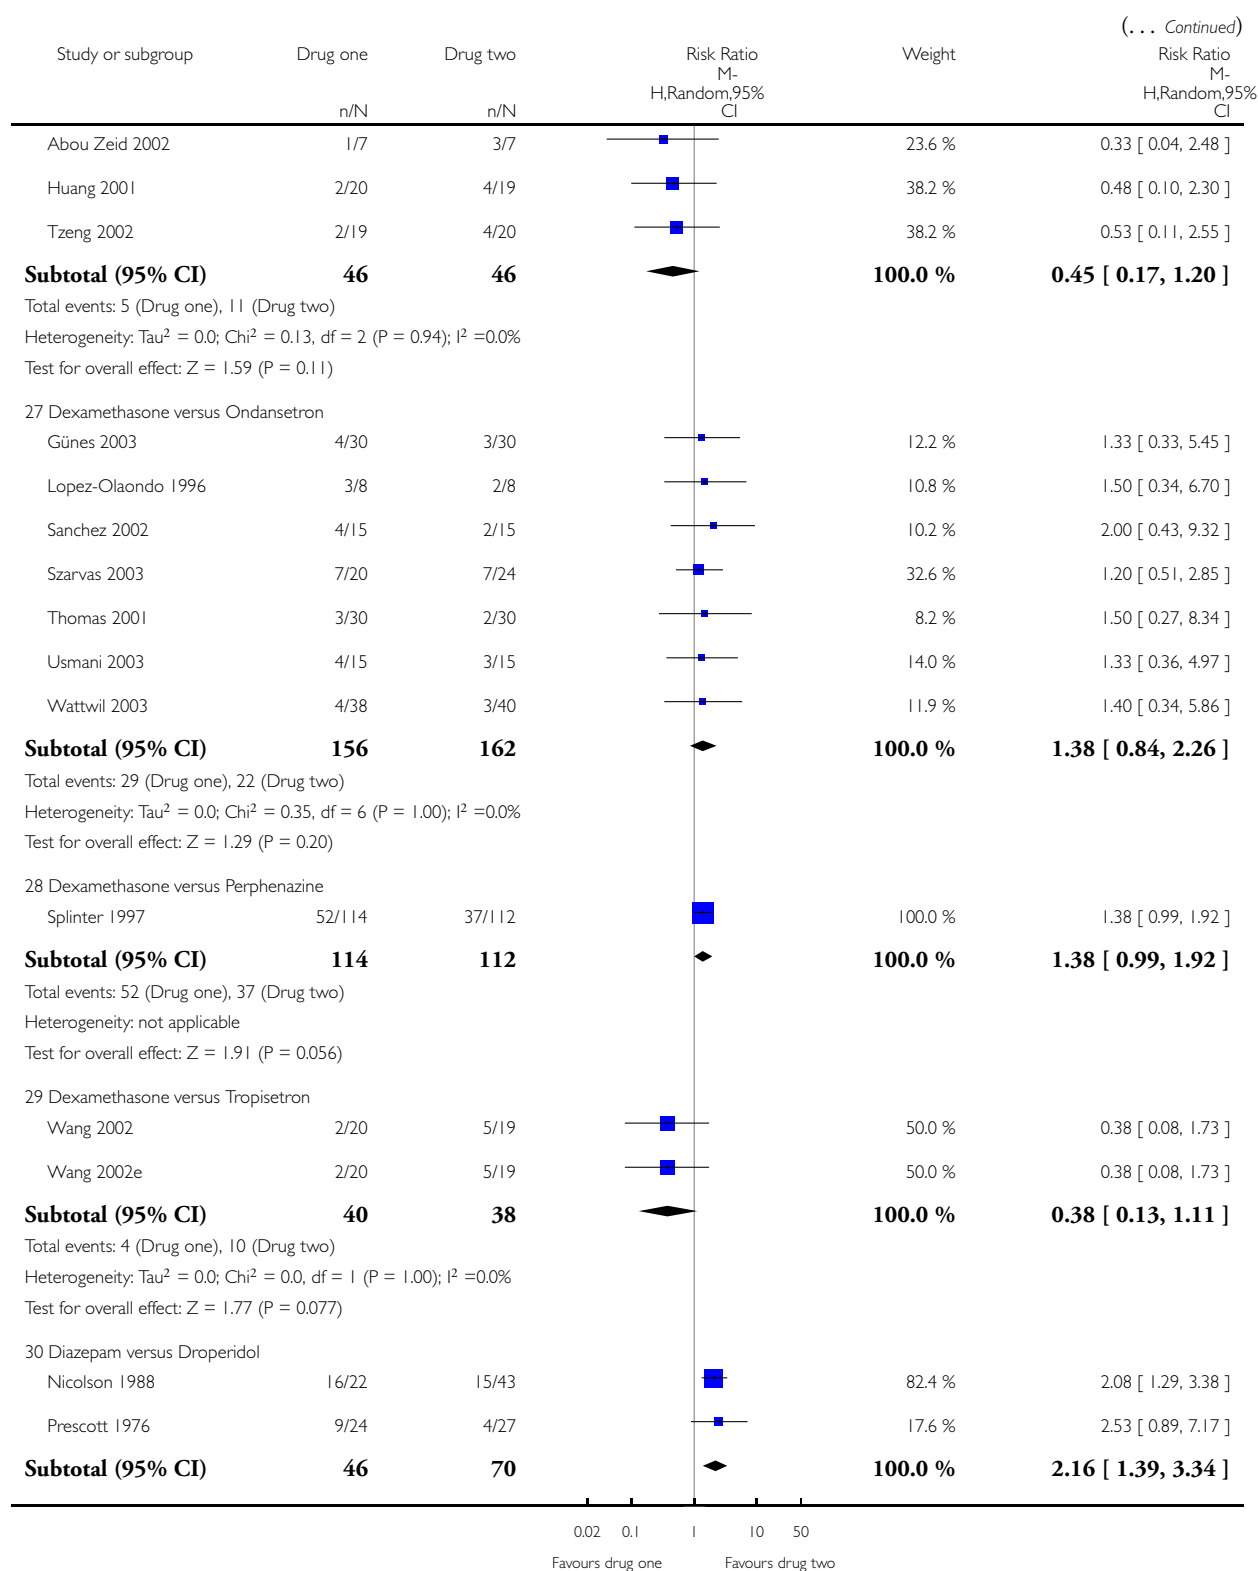 (... Continued)
Study or subgroup Drug one Drug two Risk Ratio Weight Risk Ratio
M- M-
H,Random,95% H,Random,95%
n/N n/N CI CI
Abou Zeid 2002 1/7 3/7 23.6 % 0.33 [ 0.04, 2.48 ]
Huang 2001 2/20 4/19 38.2 % 0.48 [ 0.10, 2.30 ]
Tzeng 2002 2/19 4/20 38.2 % 0.53 [ 0.11, 2.55 ]
Subtotal (95% CI) 46 46 100.0 % 0.45 [ 0.17, 1.20 ]
Total events: 5 (Drug one), 11 (Drug two)
Heterogeneity: Tau² = 0.0; Chi² = 0.13, df = 2 (P = 0.94); I² =0.0%
Test for overall effect: Z = 1.59 (P = 0.11)
27 Dexamethasone versus Ondansetron
Günes 2003 4/30 3/30 12.2 % 1.33 [ 0.33, 5.45 ]
Lopez-Olaondo 1996 3/8 2/8 10.8 % 1.50 [ 0.34, 6.70 ]
Sanchez 2002 4/15 2/15 10.2 % 2.00 [ 0.43, 9.32 ]
Szarvas 2003 7/20 7/24 32.6 % 1.20 [ 0.51, 2.85 ]
Thomas 2001 3/30 2/30 8.2 % 1.50 [ 0.27, 8.34 ]
Usmani 2003 4/15 3/15 14.0 % 1.33 [ 0.36, 4.97 ]
Wattwil 2003 4/38 3/40 11.9 % 1.40 [ 0.34, 5.86 ]
Subtotal (95% CI) 156 162 100.0 % 1.38 [ 0.84, 2.26 ]
Total events: 29 (Drug one), 22 (Drug two)
Heterogeneity: Tau² = 0.0; Chi² = 0.35, df = 6 (P = 1.00); I² =0.0%
Test for overall effect: Z = 1.29 (P = 0.20)
28 Dexamethasone versus Perphenazine
Splinter 1997 52/114 37/112 100.0 % 1.38 [ 0.99, 1.92 ]
Subtotal (95% CI) 114 112 100.0 % 1.38 [ 0.99, 1.92 ]
Total events: 52 (Drug one), 37 (Drug two)
Heterogeneity: not applicable
Test for overall effect: Z = 1.91 (P = 0.056)
29 Dexamethasone versus Tropisetron
Wang 2002 2/20 5/19 50.0 % 0.38 [ 0.08, 1.73 ]
Wang 2002e 2/20 5/19 50.0 % 0.38 [ 0.08, 1.73 ]
Subtotal (95% CI) 40 38 100.0 % 0.38 [ 0.13, 1.11 ]
Total events: 4 (Drug one), 10 (Drug two)
Heterogeneity: Tau² = 0.0; Chi² = 0.0, df = 1 (P = 1.00); I² =0.0%
Test for overall effect: Z = 1.77 (P = 0.077)
30 Diazepam versus Droperidol
Nicolson 1988 16/22 15/43 82.4 % 2.08 [ 1.29, 3.38 ]
Prescott 1976 9/24 4/27 17.6 % 2.53 [ 0.89, 7.17 ]
Subtotal (95% CI) 46 70 100.0 % 2.16 [ 1.39, 3.34 ]
0.02 0.1 1 10 50
Favours drug one Favours drug two